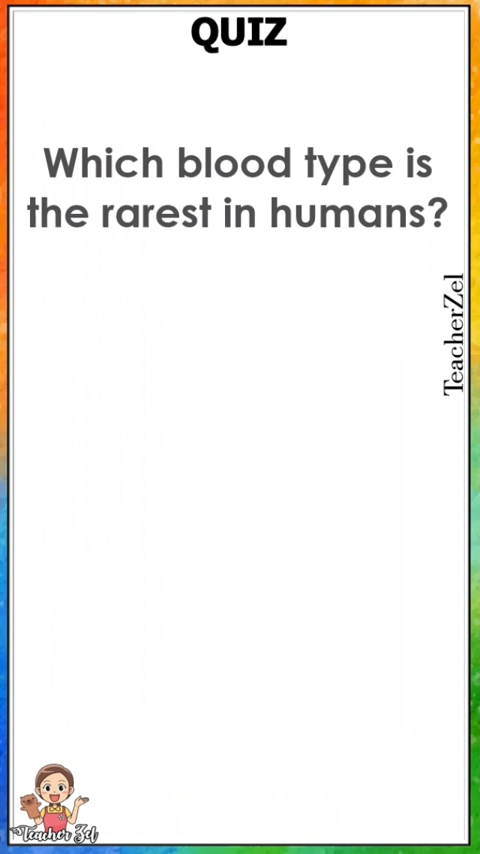 QUIZ
Which blood type is
the rarest in humans?
TeacherZel
Teacher Zel